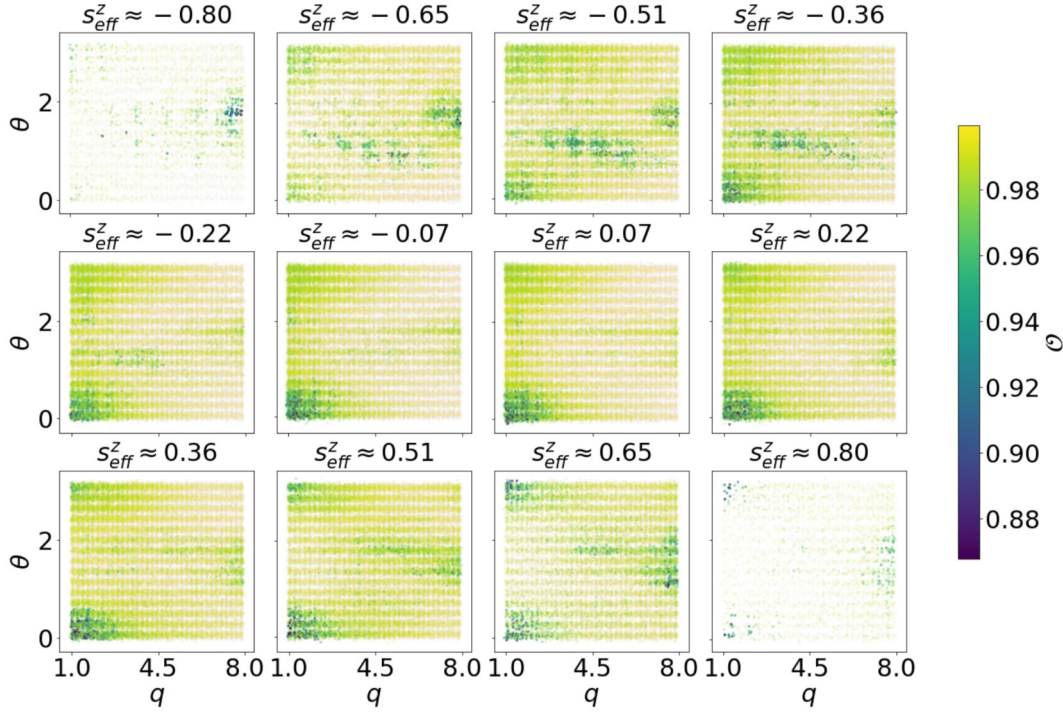 s^z_eff ≈ − 0.80 s^z_eff ≈ − 0.65 s^z_eff ≈ − 0.51 s^z_eff ≈ − 0.36
θ 2 0
s^z_eff ≈ − 0.22 s^z_eff ≈ − 0.07 s^z_eff ≈ 0.07 s^z_eff ≈ 0.22
θ 2 0
s^z_eff ≈ 0.36 s^z_eff ≈ 0.51 s^z_eff ≈ 0.65 s^z_eff ≈ 0.80
θ 2 0
1.0 4.5 8.0 1.0 4.5 8.0 1.0 4.5 8.0 1.0 4.5 8.0
q q q q
0.98
0.96
0.94
0.92
0.90
0.88
𝒪